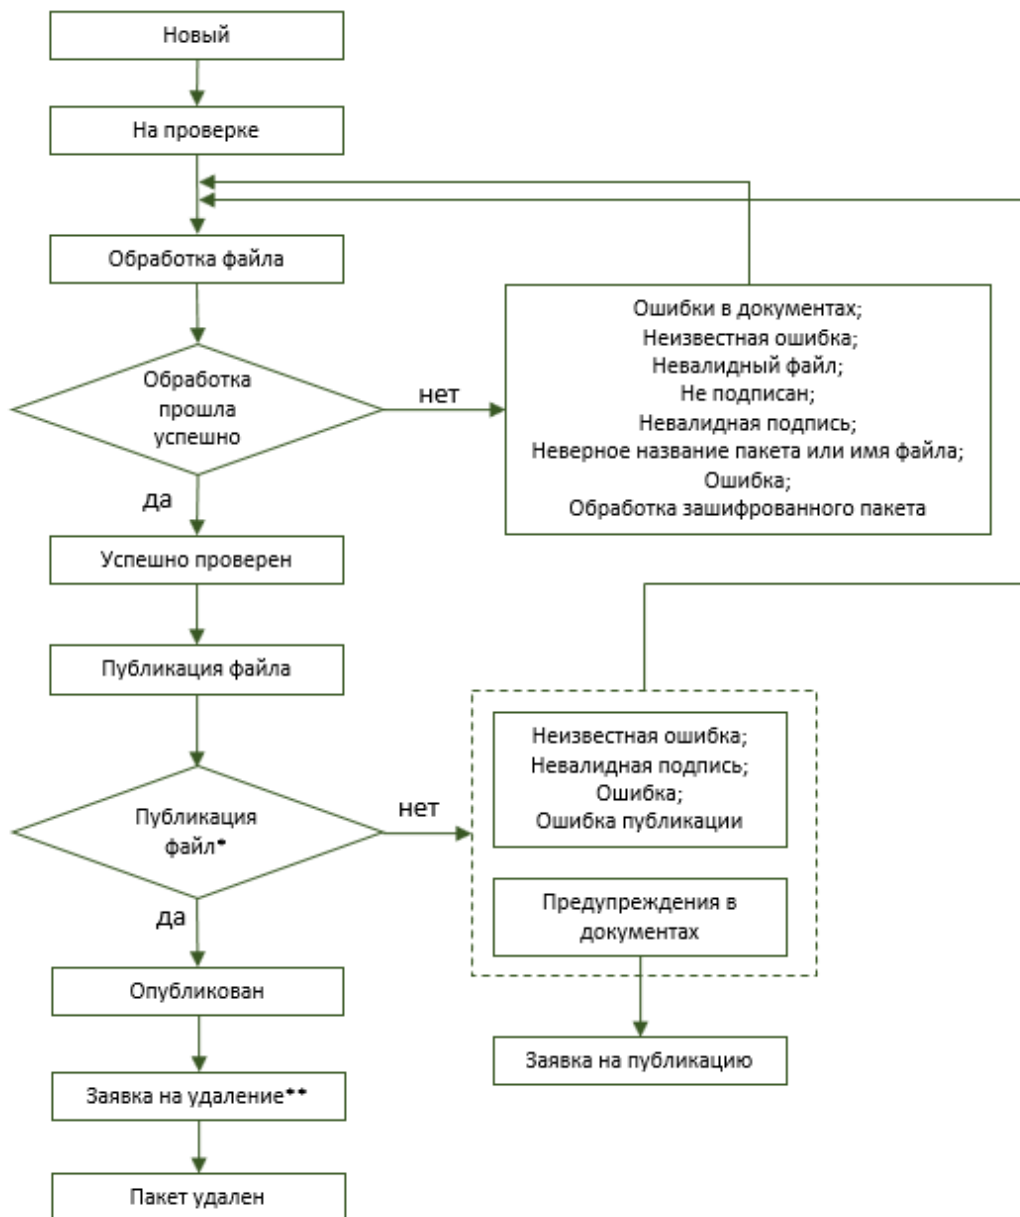 Новый
На проверке
Обработка файла
Обработка
прошла
успешно
нет
Ошибки в документах;
Неизвестная ошибка;
Невалидный файл;
Не подписан;
Невалидная подпись;
Неверное название пакета или имя файла;
Ошибка;
Обработка зашифрованного пакета
да
Успешно проверен
Публикация файла
Публикация
файл*
нет
Неизвестная ошибка;
Невалидная подпись;
Ошибка;
Ошибка публикации
Предупреждения в
документах
да
Опубликован
Заявка на публикацию
Заявка на удаление**
Пакет удален